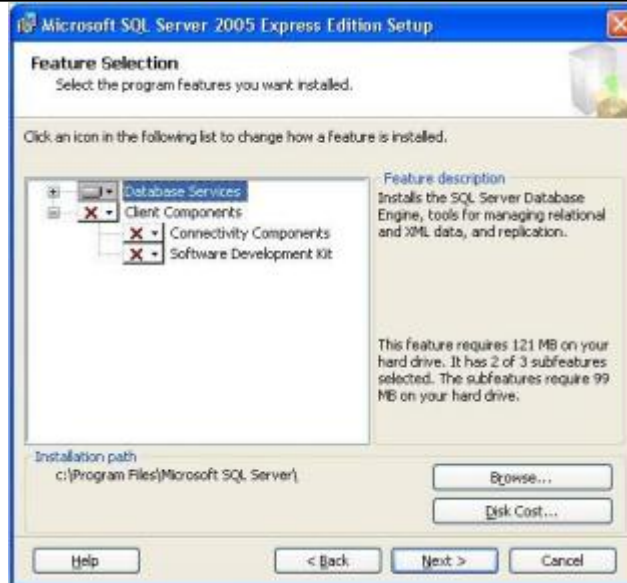 Microsoft SQL Server 2005 Express Edition Setup
Feature Selection
Select the program features you want installed.
Click an icon in the following list to change how a feature is installed.
Database Services
Client Components
Connectivity Components
Software Development Kit
Feature description
Installs the SQL Server Database
Engine, tools for managing relational
and XML data, and replication.
This feature requires 121 MB on your
hard drive. It has 2 of 3 subfeatures
selected. The subfeatures require 99
MB on your hard drive.
Installation path
c:\Program Files\Microsoft SQL Server\
Browse...
Disk Cost...
Help
< Back
Next >
Cancel